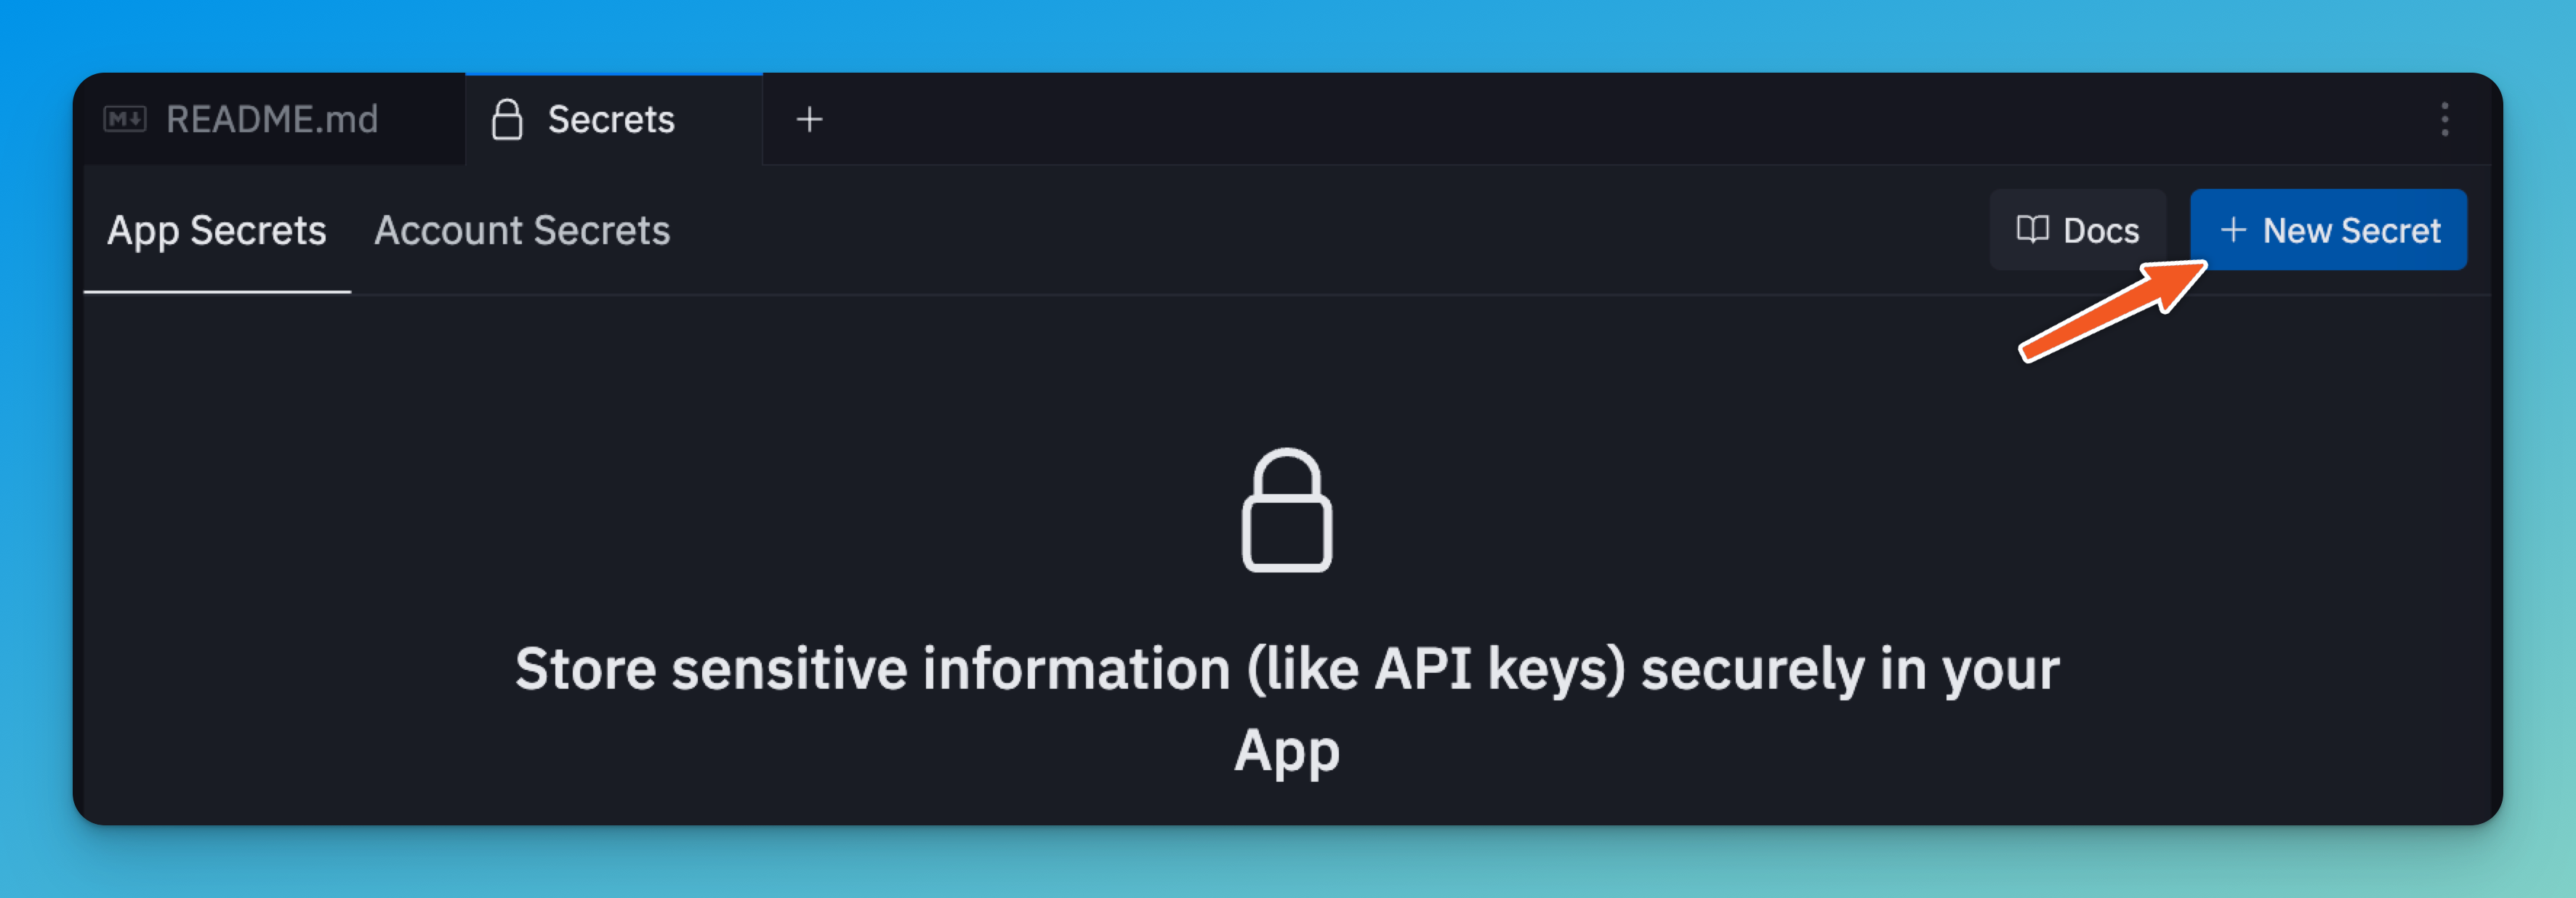 README.md
Secrets
App Secrets
Account Secrets
Docs
+ New Secret
Store sensitive information (like API keys) securely in your
App